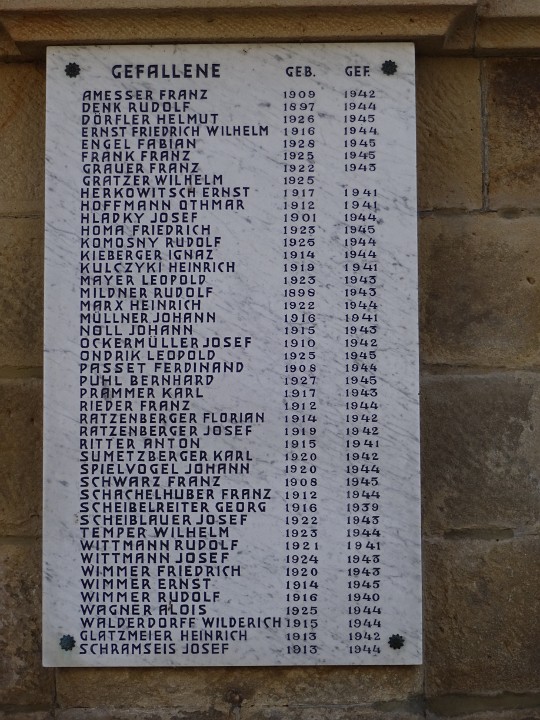 GEFALLENE GEB. GEF.
AMESSER FRANZ 1909 1942
DENK RUDOLF 1897 1944
DÖRFLER HELMUT 1926 1945
ERNST FRIEDRICH WILHELM 1916 1944
ENGEL FABIAN 1928 1945
FRANK FRANZ 1925 1945
GRAUER FRANZ 1922 1943
GRATZER WILHELM 1925
HERKOWITSCH ERNST 1917 1941
HOFFMANN OTHMAR 1912 1941
HLADKY JOSEF 1901 1944
HOMA FRIEDRICH 1923 1945
KOMOSNY RUDOLF 1925 1944
KIEBERGER IGNAZ 1914 1944
KULCZYKI HEINRICH 1919 1941
MAYER LEOPOLD 1923 1943
MILDNER RUDOLF 1898 1943
MARX HEINRICH 1922 1944
MÜLLNER JOHANN 1916 1941
NÖLL JOHANN 1915 1943
OCKERMÜLLER JOSEF 1910 1942
ONDRIK LEOPOLD 1925 1945
PASSET FERDINAND 1908 1944
PUHL BERNHARD 1927 1945
PRAMMER KARL 1917 1943
RIEDER FRANZ 1912 1944
RATZENBERGER FLORIAN 1914 1942
RATZENBERGER JOSEF 1919 1942
RITTER ANTON 1915 1941
SUMETZBERGER KARL 1920 1942
SPIELVOGEL JOHANN 1920 1944
SCHWARZ FRANZ 1908 1945
SCHACHELHUBER FRANZ 1912 1944
SCHEIBELREITER GEORG 1916 1939
SCHEIBLAUER JOSEF 1922 1943
TEMPER WILHELM 1923 1944
WITTMANN RUDOLF 1921 1941
WITTMANN JOSEF 1924 1943
WIMMER FRIEDRICH 1920 1943
WIMMER ERNST 1914 1945
WIMMER RUDOLF 1916 1940
WAGNER ALOIS 1925 1944
WALDERDORFF WILDERICH 1915 1944
GLATZMEIER HEINRICH 1913 1942
SCHRAMSEIS JOSEF 1913 1944